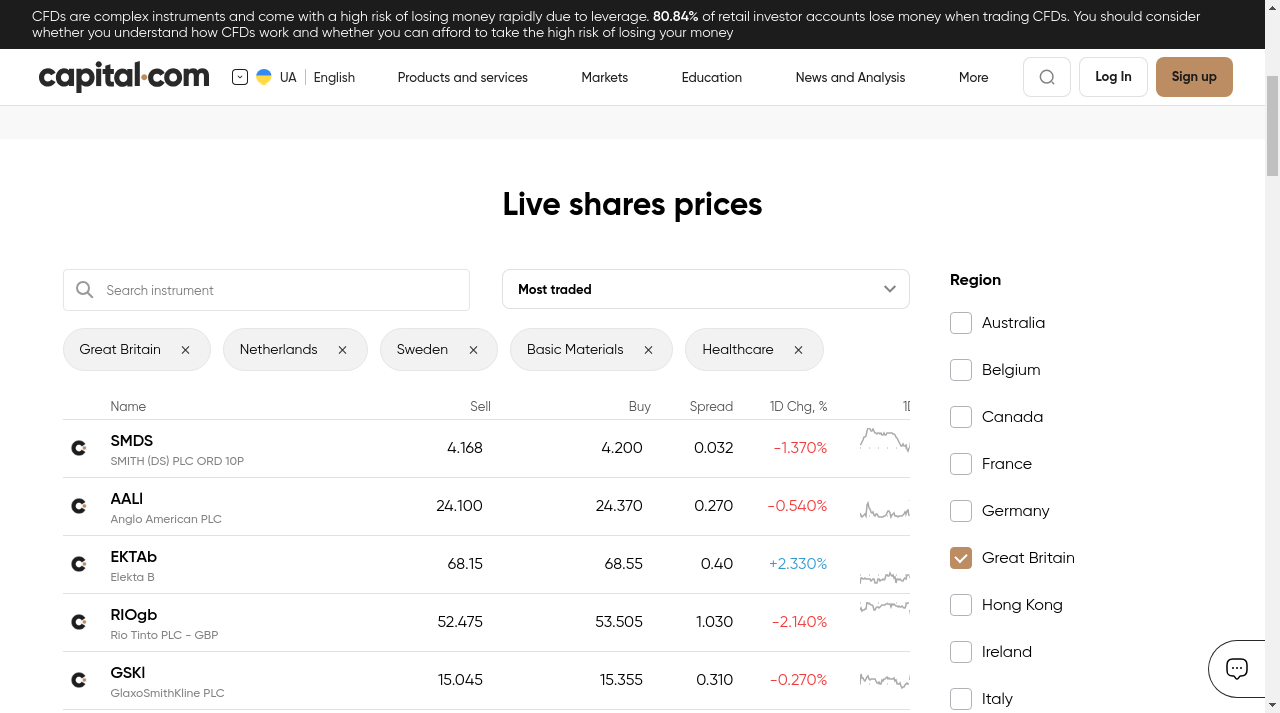 CFDs are complex instruments and come with a high risk of losing money rapidly due to leverage. 80.84% of retail investor accounts lose money when trading CFDs. You should consider
whether you understand how CFDs work and whether you can afford to take the high risk of losing your money
capital.com UA English Products and services Markets Education News and Analysis More Log In Sign up
Live shares prices
Search instrument
Most traded
Great Britain Netherlands Sweden Basic Materials Healthcare
Name Sell Buy Spread 1D Chg, %
SMDS 4.168 4.200 0.032 -1.370%
SMITH (DS) PLC ORD 10P
AALl 24.100 24.370 0.270 -0.540%
Anglo American PLC
EKTAb 68.15 68.55 0.40 +2.330%
Elekta B
RIOgb 52.475 53.505 1.030 -2.140%
Rio Tinto PLC - GBP
GSKl 15.045 15.355 0.310 -0.270%
GlaxoSmithKline PLC
Region
Australia
Belgium
Canada
France
Germany
Great Britain
Hong Kong
Ireland
Italy